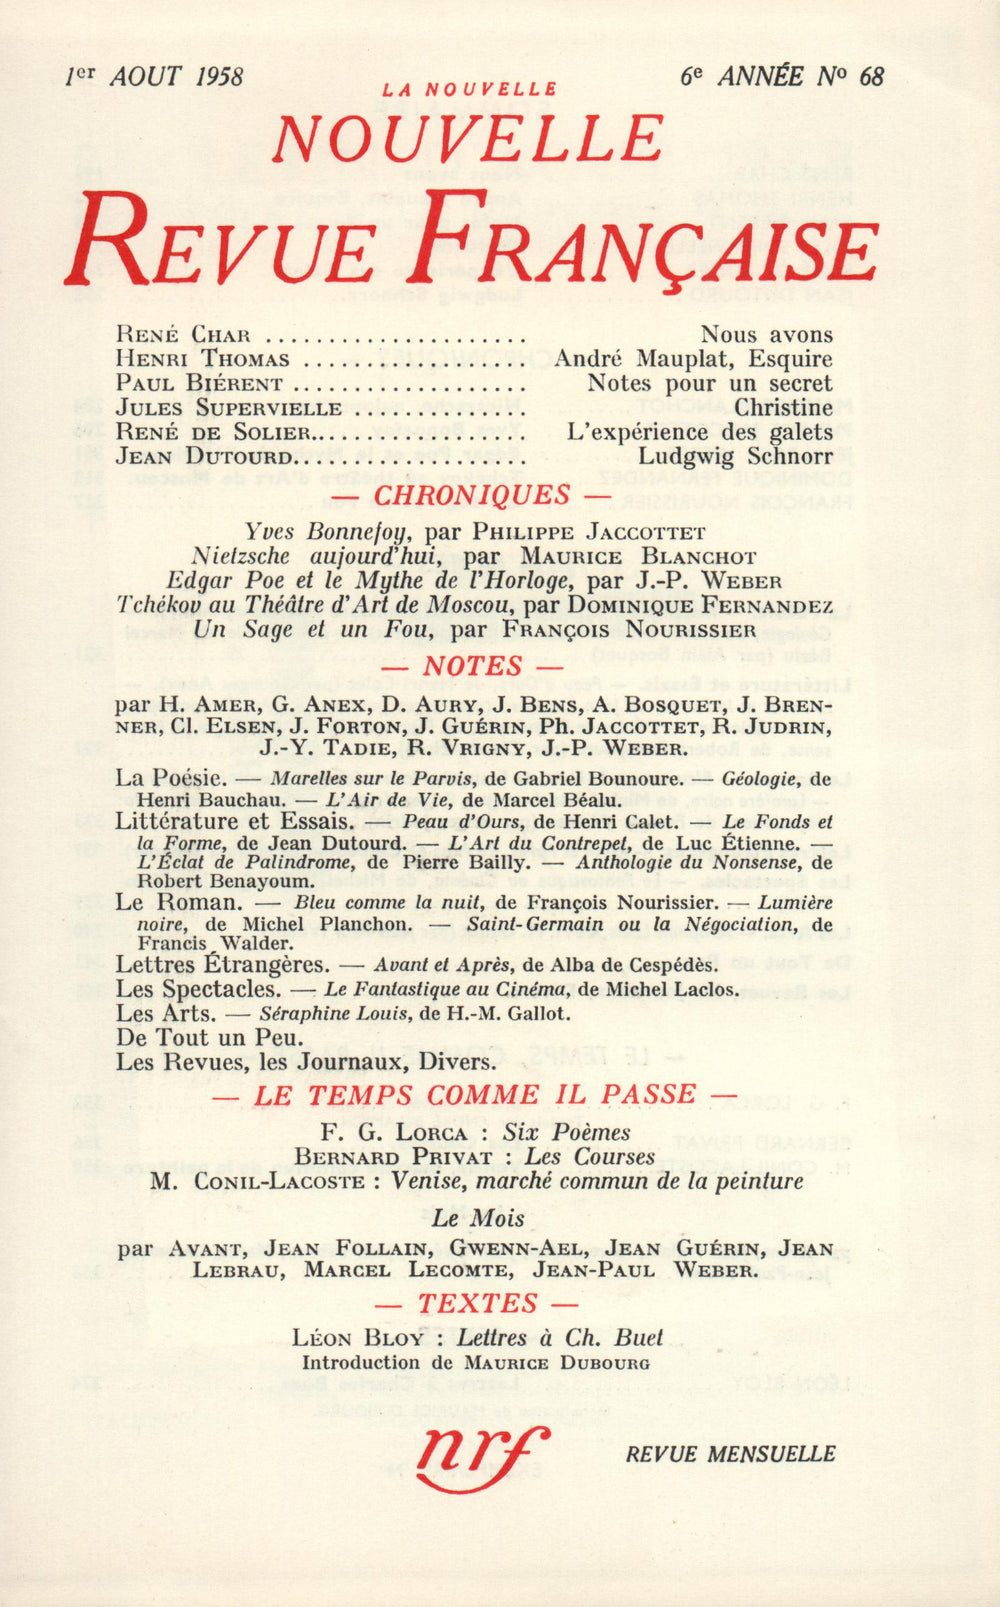 1er AOUT 1958
6e ANNÉE No 68
LA NOUVELLE
NOUVELLE
REVUE FRANÇAISE
RENÉ CHAR ...................... Nous avons
HENRI THOMAS .................. André Mauplat, Esquire
PAUL BIÉRENT ................... Notes pour un secret
JULES SUPERVIELLE .............. Christine
RENÉ DE SOLIER.................. L'expérience des galets
JEAN DUTOURD................... Ludgwig Schnorr
— CHRONIQUES —
Yves Bonnefoy, par PHILIPPE JACCOTTET
Nietzsche aujourd'hui, par MAURICE BLANCHOT
Edgar Poe et le Mythe de l'Horloge, par J.-P. WEBER
Tchékov au Théâtre d'Art de Moscou, par DOMINIQUE FERNANDEZ
Un Sage et un Fou, par FRANÇOIS NOURISSIER
— NOTES —
par H. AMER, G. ANEX, D. AURY, J. BENS, A. BOSQUET, J. BREN-
NER, Cl. ELSEN, J. FORTON, J. GUÉRIN, Ph. JACCOTTET, R. JUDRIN,
J.-Y. TADIE, R. VRIGNY, J.-P. WEBER.
La Poésie. — Marelles sur le Parvis, de Gabriel Bounoure. — Géologie, de
Henri Bauchau. — L'Air de Vie, de Marcel Béalu.
Littérature et Essais. — Peau d'Ours, de Henri Calet. — Le Fonds et
la Forme, de Jean Dutourd. — L'Art du Contrepet, de Luc Étienne. —
L'Éclat de Palindrome, de Pierre Bailly. — Anthologie du Nonsense, de
Robert Benayoum.
Le Roman. — Bleu comme la nuit, de François Nourissier. — Lumière
noire, de Michel Planchon. — Saint-Germain ou la Négociation, de
Francis Walder.
Lettres Étrangères. — Avant et Après, de Alba de Cespédès.
Les Spectacles. — Le Fantastique au Cinéma, de Michel Laclos.
Les Arts. — Séraphine Louis, de H.-M. Gallot.
De Tout un Peu.
Les Revues, les Journaux, Divers.
— LE TEMPS COMME IL PASSE —
F. G. LORCA : Six Poèmes
BERNARD PRIVAT : Les Courses
M. CONIL-LACOSTE : Venise, marché commun de la peinture
Le Mois
par AVANT, JEAN FOLLAIN, GWENN-AEL, JEAN GUÉRIN, JEAN
LEBRAU, MARCEL LECOMTE, JEAN-PAUL WEBER.
— TEXTES —
LÉON BLOY : Lettres à Ch. Buet
Introduction de MAURICE DUBOURG
nrf
REVUE MENSUELLE